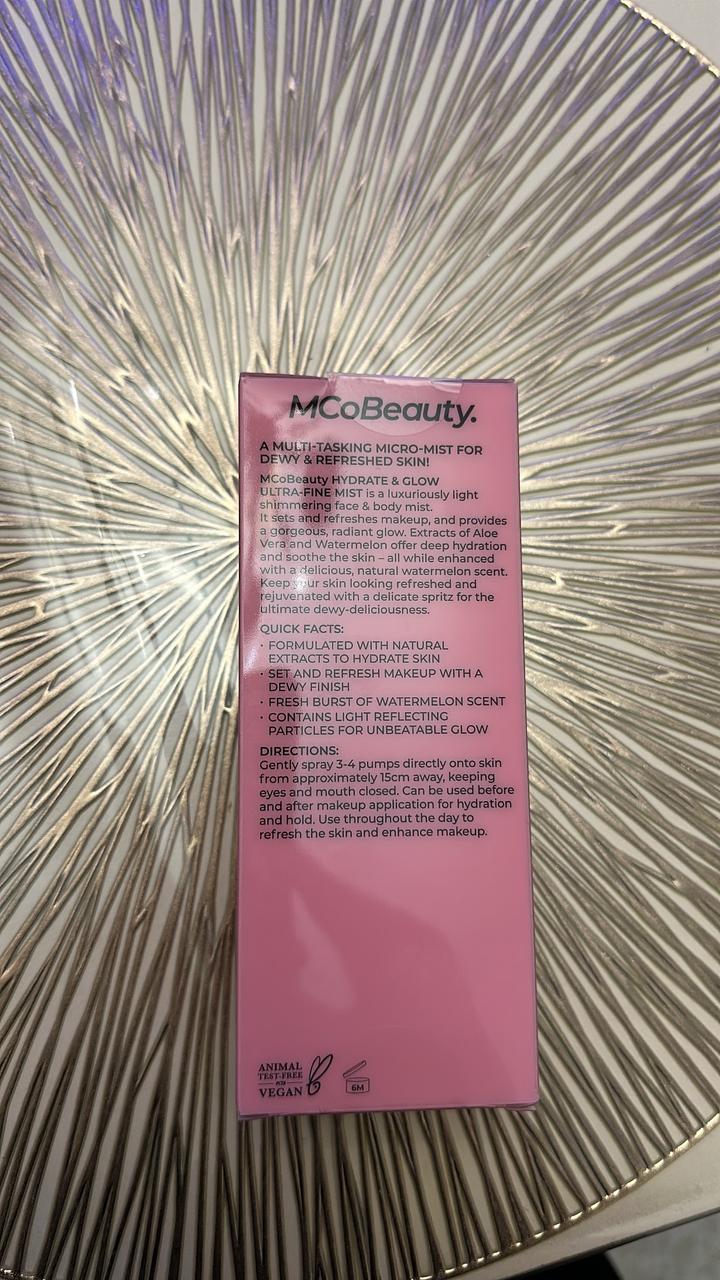 MCoBeauty.
A MULTI-TASKING MICRO-MIST FOR
DEWY & REFRESHED SKIN!
MCoBeauty HYDRATE & GLOW
ULTRA-FINE MIST is a luxuriously light
shimmering face & body mist.
It sets and refreshes makeup, and provides
a gorgeous, radiant glow. Extracts of Aloe
Vera and Watermelon offer deep hydration
and soothe the skin – all while enhanced
with a delicious, natural watermelon scent.
Keep your skin looking refreshed and
rejuvenated with a delicate spritz for the
ultimate dewy-deliciousness.
QUICK FACTS:
· FORMULATED WITH NATURAL
EXTRACTS TO HYDRATE SKIN
· SET AND REFRESH MAKEUP WITH A
DEWY FINISH
· FRESH BURST OF WATERMELON SCENT
· CONTAINS LIGHT REFLECTING
PARTICLES FOR UNBEATABLE GLOW
DIRECTIONS:
Gently spray 3-4 pumps directly onto skin
from approximately 15cm away, keeping
eyes and mouth closed. Can be used before
and after makeup application for hydration
and hold. Use throughout the day to
refresh the skin and enhance makeup.
ANIMAL
TEST-FREE
VEGAN
6M